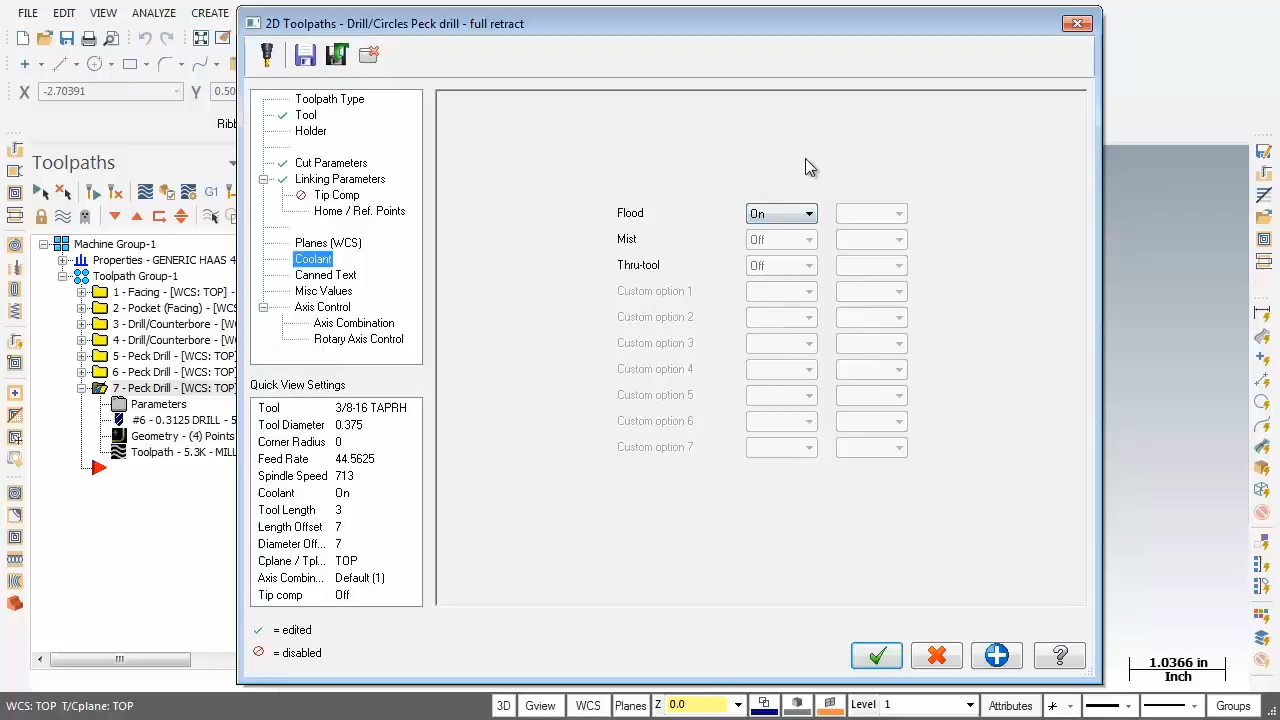 FILE EDIT VIEW ANALYZE CREATE
2D Toolpaths - Drill/Circles Peck drill - full retract
X -2.70391 Y 0.50
Ribb
Toolpaths
G1
Machine Group-1
Properties - GENERIC HAAS 4
Toolpath Group-1
1 - Facing - [WCS: TOP] -
2 - Pocket (Facing) - [WCS:
3 - Drill/Counterbore - [WC
4 - Drill/Counterbore - [WC
5 - Peck Drill - [WCS: TOP]
6 - Peck Drill - [WCS: TOP]
7 - Peck Drill - [WCS: TOP]
Parameters
#6 - 0.3125 DRILL - 5
Geometry - (4) Points
Toolpath - 5.3K - MILL
Toolpath Type
Tool
Holder
Cut Parameters
Linking Parameters
Tip Comp
Home / Ref. Points
Planes (WCS)
Coolant
Canned Text
Misc Values
Axis Control
Axis Combination
Rotary Axis Control
Quick View Settings
Tool 3/8-16 TAPRH
Tool Diameter 0.375
Corner Radius 0
Feed Rate 44.5625
Spindle Speed 713
Coolant On
Tool Length 3
Length Offset 7
Diameter Off... 7
Cplane / Tpl... TOP
Axis Combin... Default (1)
Tip comp Off
= edited
= disabled
Flood On
Mist Off
Thru-tool Off
Custom option 1
Custom option 2
Custom option 3
Custom option 4
Custom option 5
Custom option 6
Custom option 7
1.0366 in
Inch
WCS: TOP T/Cplane: TOP
3D Gview WCS Planes Z 0.0 Level 1 Attributes Groups